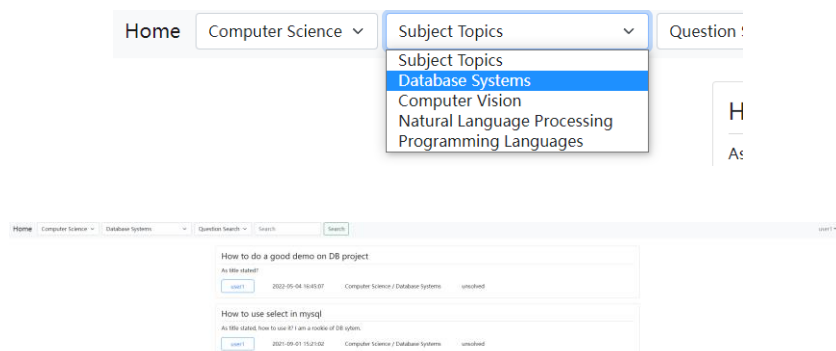 Home Computer Science Subject Topics Question S
Subject Topics
Database Systems
Computer Vision
Natural Language Processing
Programming Languages
H
As
Home Computer Science Database Systems Question Search Search Search user1
How to do a good demo on DB project
As title stated?
user1 2022-05-04 16:45:07 Computer Science / Database Systems unsolved
How to use select in mysql
As title stated, how to use it? I am a rookie of DB sytem.
user1 2021-09-01 15:21:02 Computer Science / Database Systems unsolved